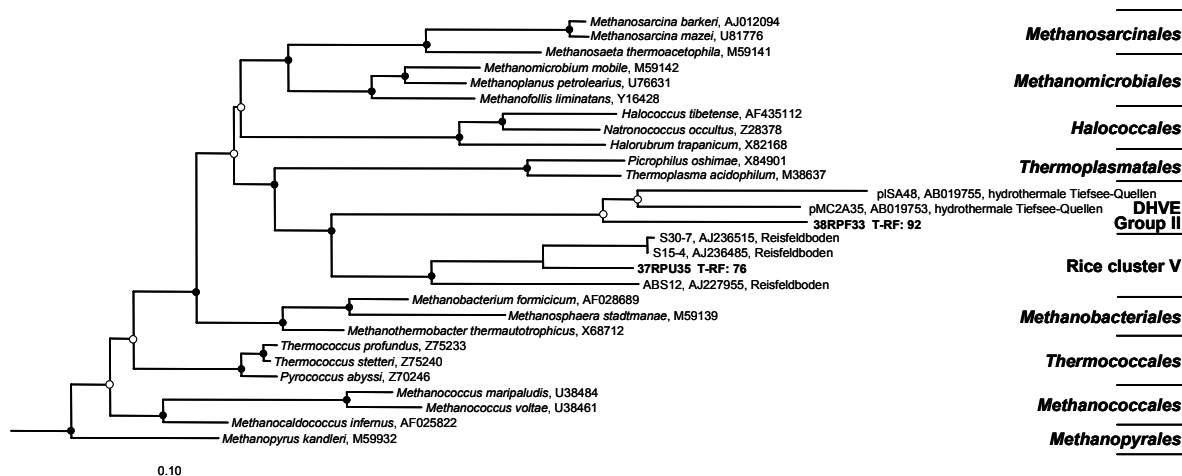 Methanosarcina barkeri, AJ012094
Methanosarcina mazei, U81776
Methanosaeta thermoacetophila, M59141
Methanosarcinales
Methanomicrobium mobile, M59142
Methanoplanus petrolearius, U76631
Methanofollis liminatans, Y16428
Methanomicrobiales
Halococcus tibetense, AF435112
Natronococcus occultus, Z28378
Halorubrum trapanicum, X82168
Halococcales
Picrophilus oshimae, X84901
Thermoplasma acidophilum, M38637
Thermoplasmatales
pISA48, AB019755, hydrothermale Tiefsee-Quellen
pMC2A35, AB019753, hydrothermale Tiefsee-Quellen
38RPF33 T-RF: 92
DHVE
Group II
S30-7, AJ236515, Reisfeldboden
S15-4, AJ236485, Reisfeldboden
37RPU35 T-RF: 76
ABS12, AJ227955, Reisfeldboden
Rice cluster V
Methanobacterium formicicum, AF028689
Methanosphaera stadtmanae, M59139
Methanothermobacter thermautotrophicus, X68712
Methanobacteriales
Thermococcus profundus, Z75233
Thermococcus stetteri, Z75240
Pyrococcus abyssi, Z70246
Thermococcales
Methanococcus maripaludis, U38484
Methanococcus voltae, U38461
Methanocaldococcus infernus, AF025822
Methanococcales
Methanopyrus kandleri, M59932
Methanopyrales
0.10